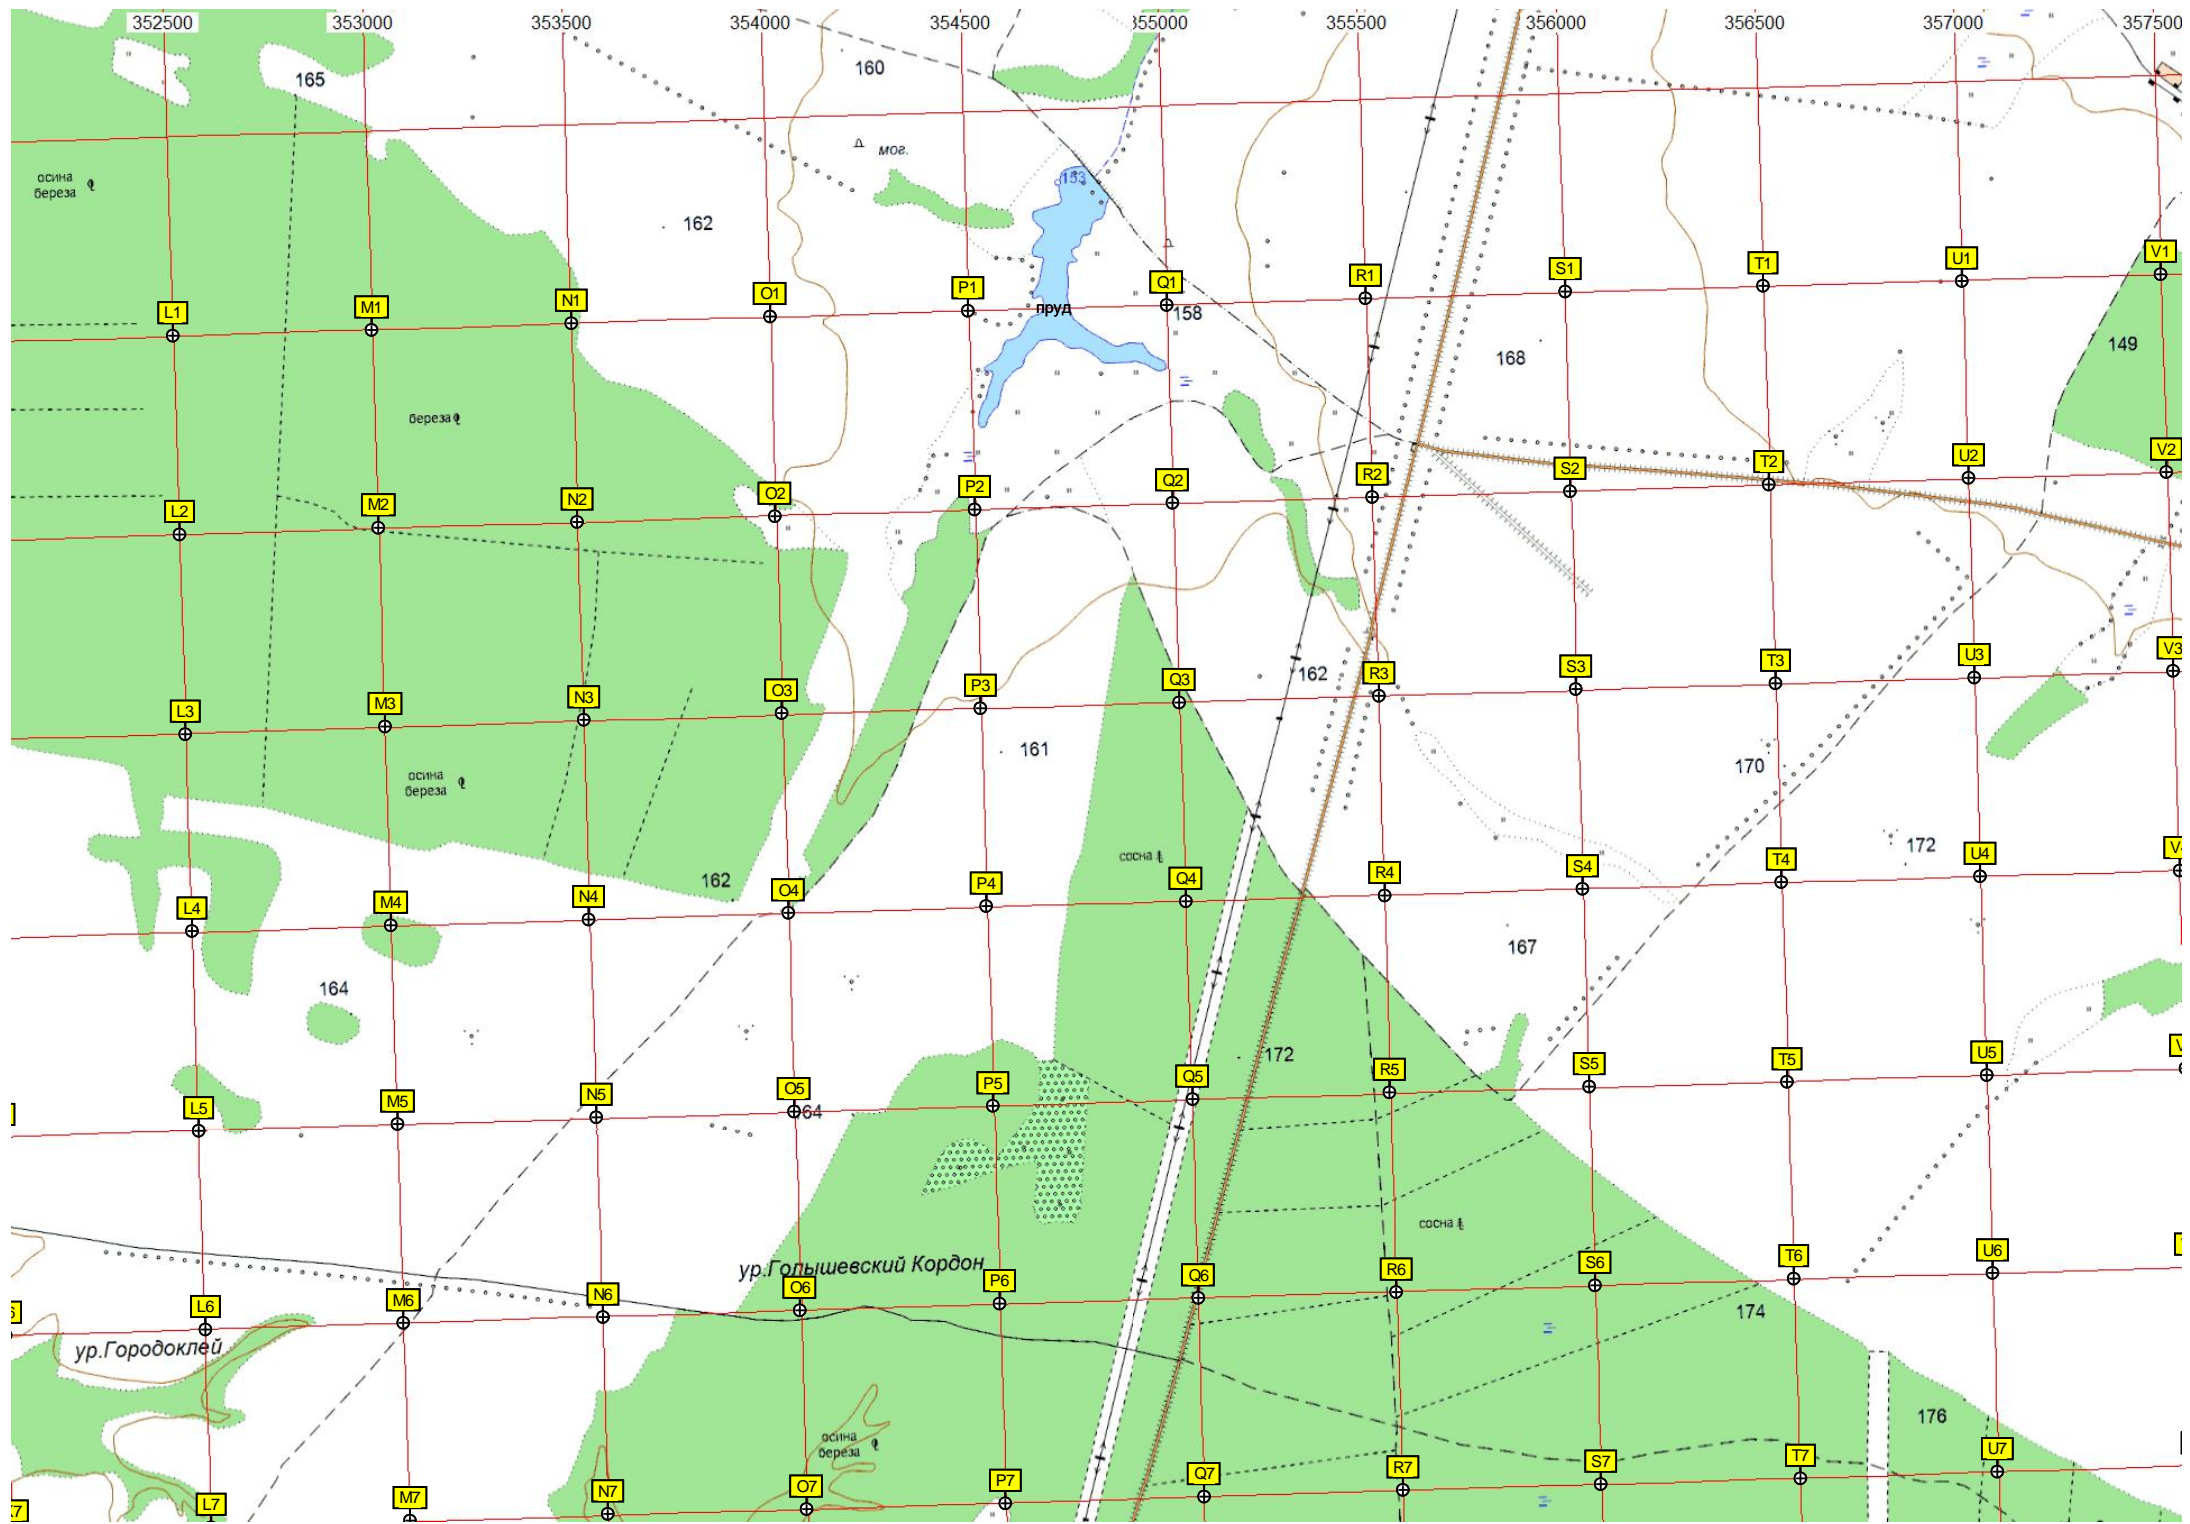 352500 353000 353500 354000 354500 355000 355500 356000 356500 357000 357500
165
160
мог.
осина
береза
153
162
L1 M1 N1 O1 P1 Q1 R1 S1 T1 U1 V1
пруд
158
168
149
береза
L2 M2 N2 O2 P2 Q2 R2 S2 T2 U2 V2
L3 M3 N3 O3 P3 Q3 R3 S3 T3 U3 V3
162
161
170
осина
береза
172
сосна
162
L4 M4 N4 O4 P4 Q4 R4 S4 T4 U4
167
164
172
L5 M5 N5 O5 P5 Q5 R5 S5 T5 U5
64
сосна
ур.Голышевский Кордон
L6 M6 N6 O6 P6 Q6 R6 S6 T6 U6
174
ур.Городоклей
176
осина
береза
L7 M7 N7 O7 P7 Q7 R7 S7 T7 U7